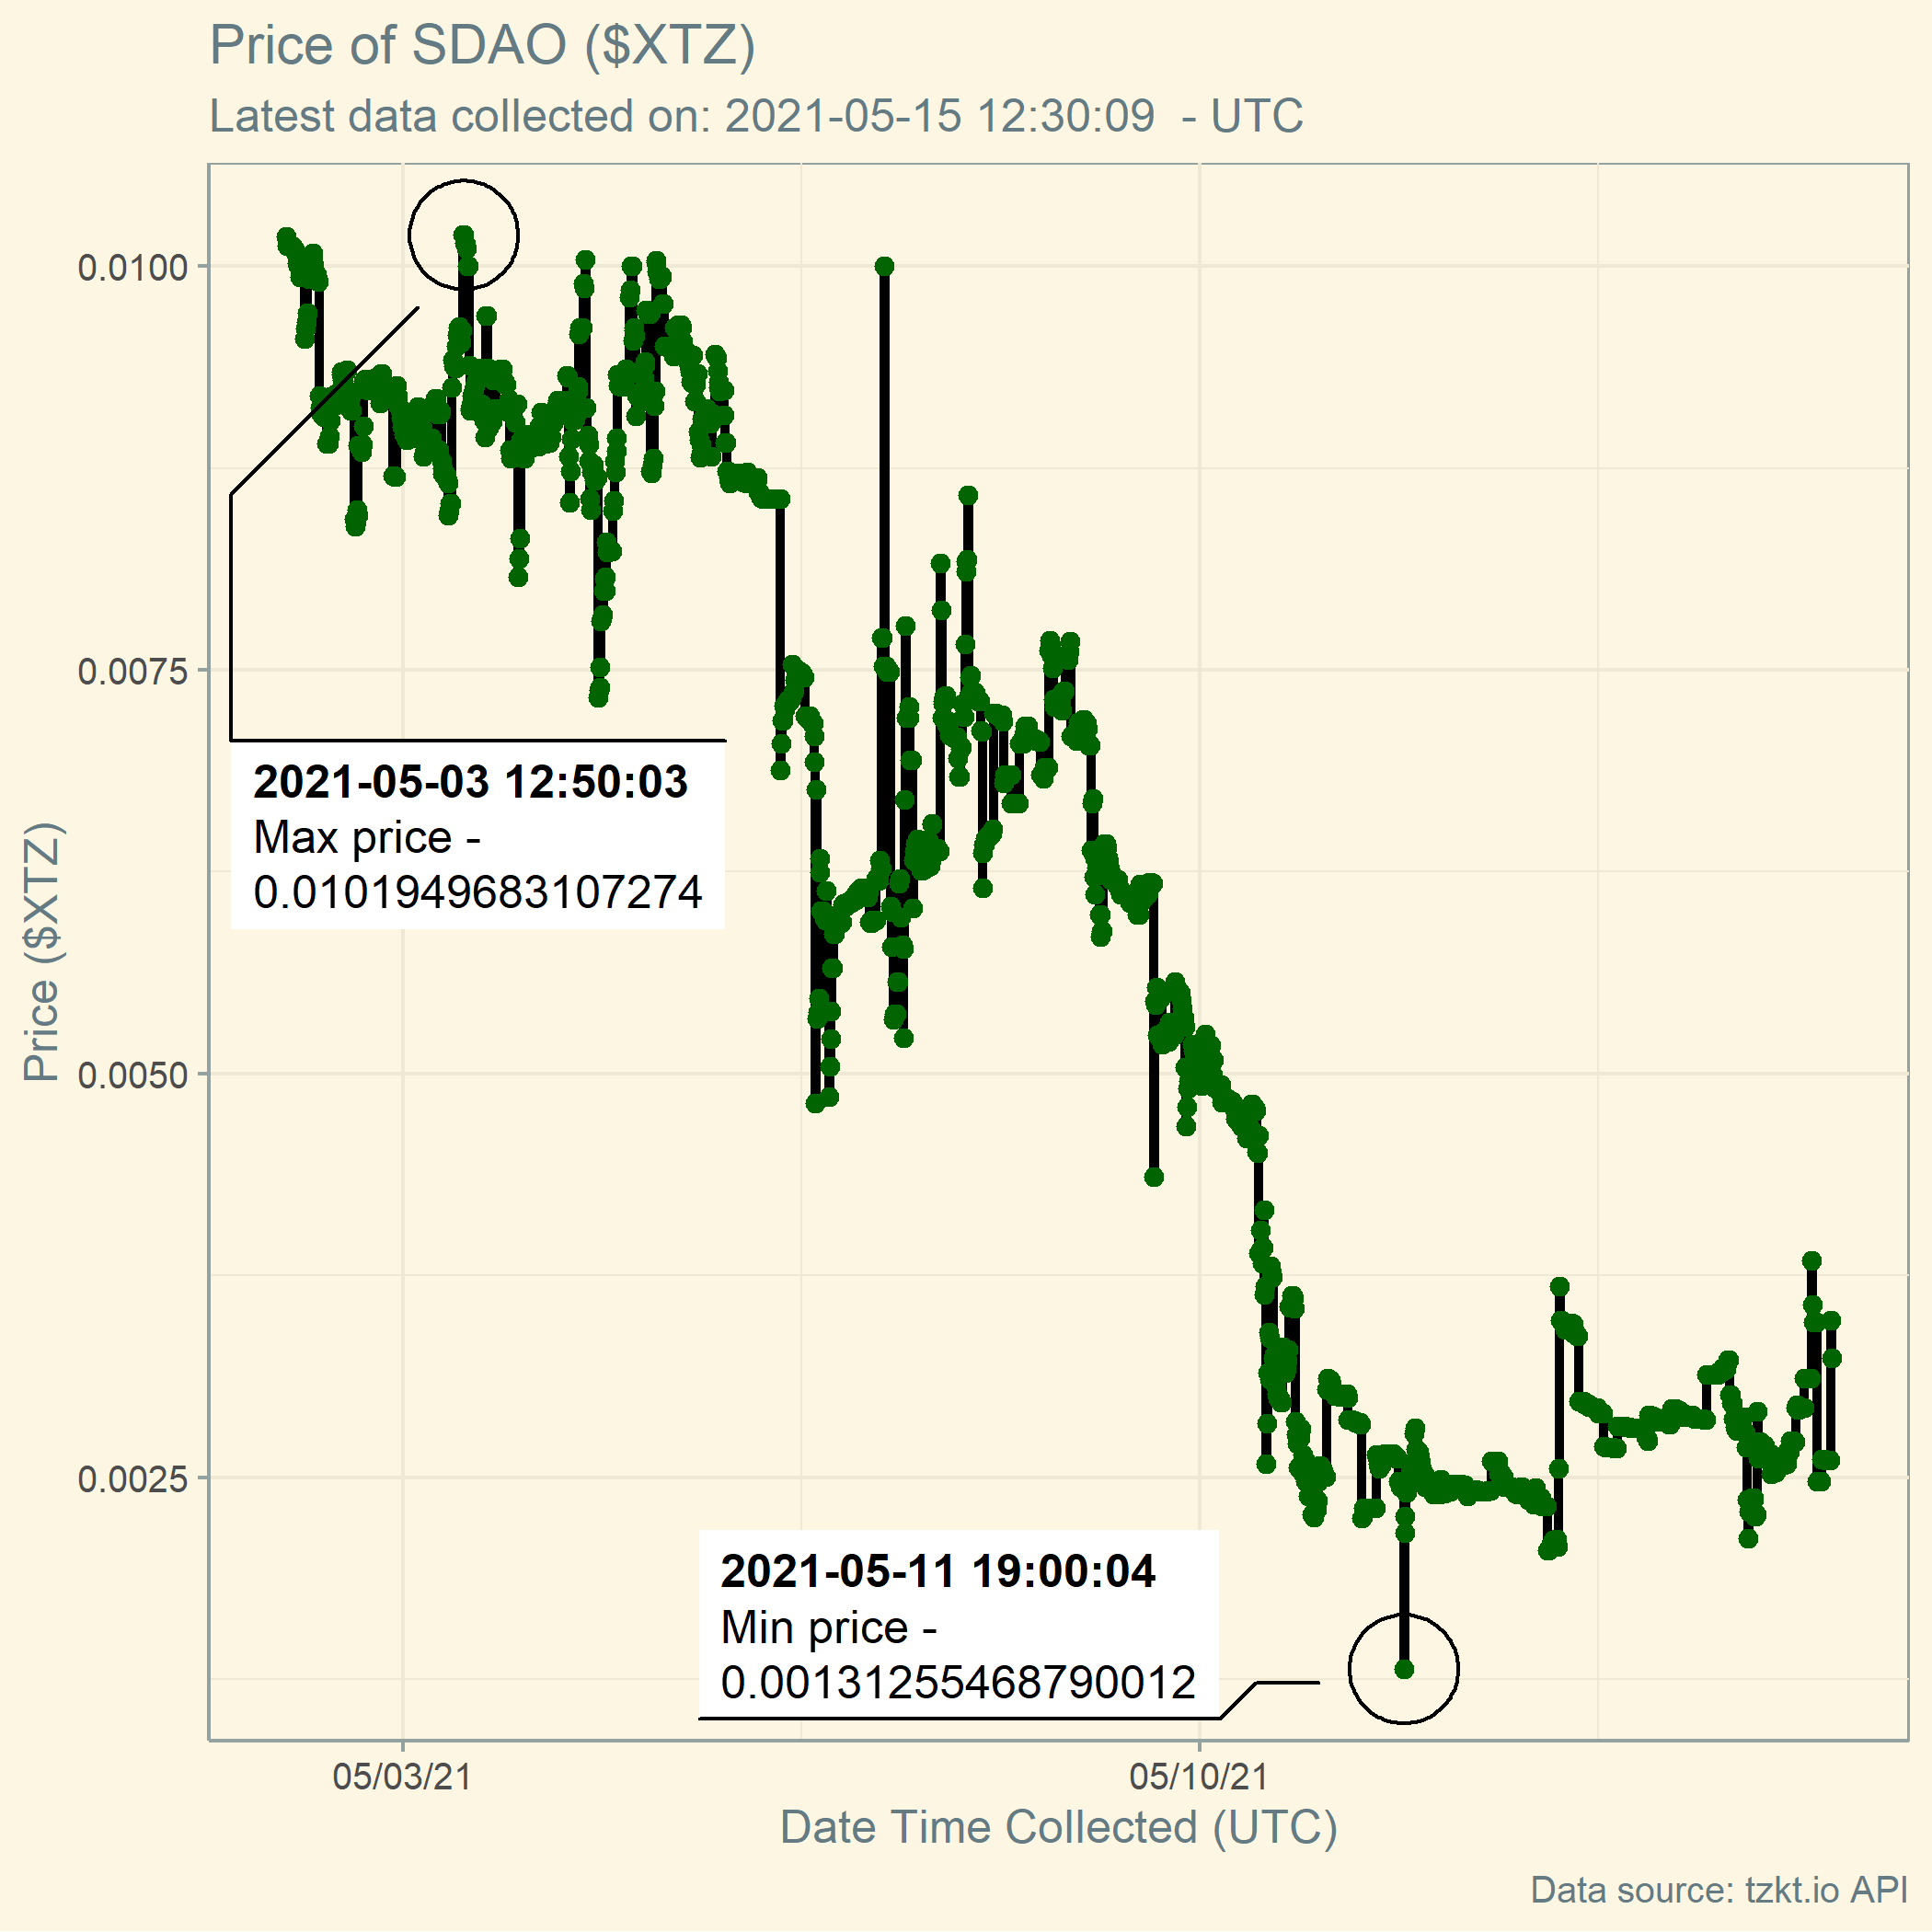 Price of SDAO ($XTZ)
Latest data collected on: 2021-05-15 12:30:09  - UTC
0.0100
0.0075
0.0050
0.0025
Price ($XTZ)
2021-05-03 12:50:03
Max price -
0.0101949683107274
2021-05-11 19:00:04
Min price -
0.00131255468790012
05/03/21
05/10/21
Date Time Collected (UTC)
Data source: tzkt.io API